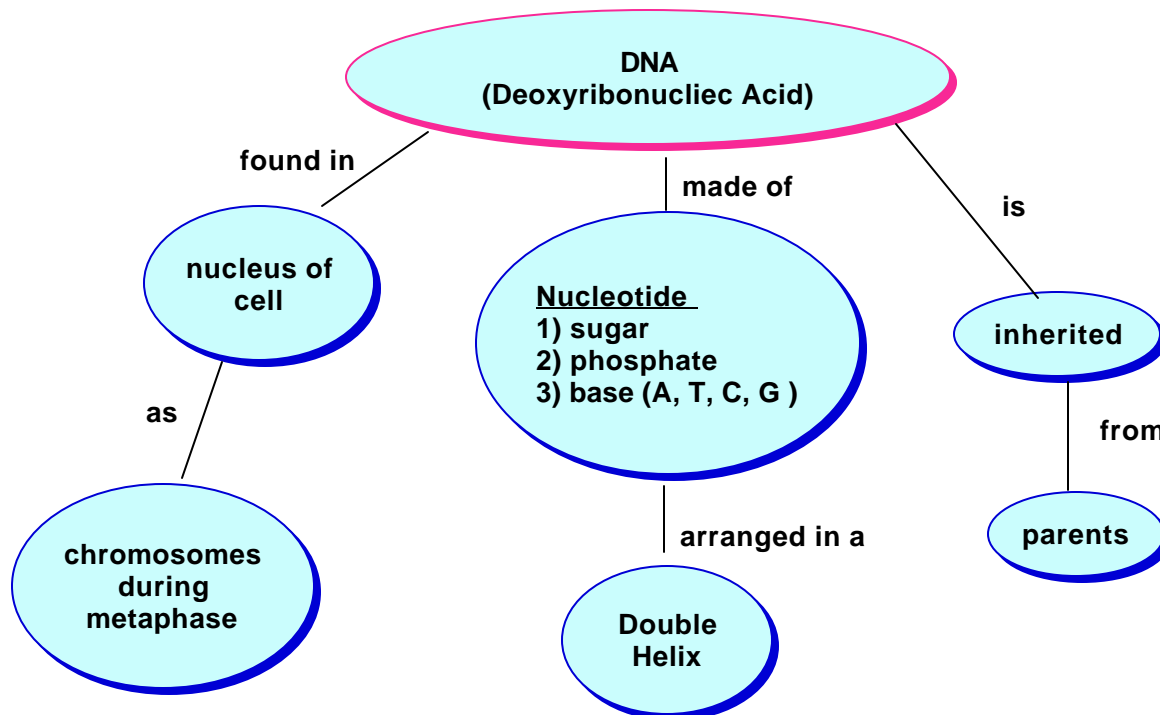 DNA
(Deoxyribonucliec Acid)
found in
made of
is
nucleus of
cell
Nucleotide
1) sugar
2) phosphate
3) base (A, T, C, G )
inherited
as
from
chromosomes
during
metaphase
arranged in a
parents
Double
Helix